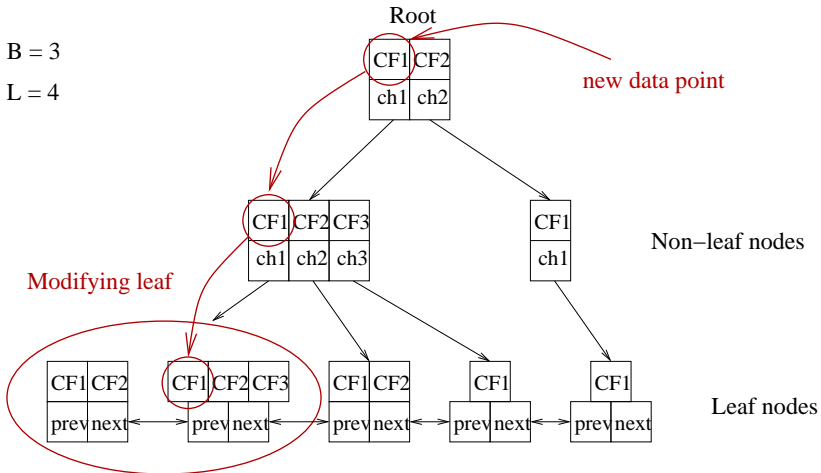 Root
B = 3
CF1 CF2
L = 4
new data point
ch1 ch2
CF1 CF2 CF3
CF1
Non-leaf nodes
ch1 ch2 ch3
ch1
Modifying leaf
CF1 CF2
CF1 CF2 CF3
CF1 CF2
CF1
CF1
prev next
prev next
prev next
prev next
prev next
Leaf nodes